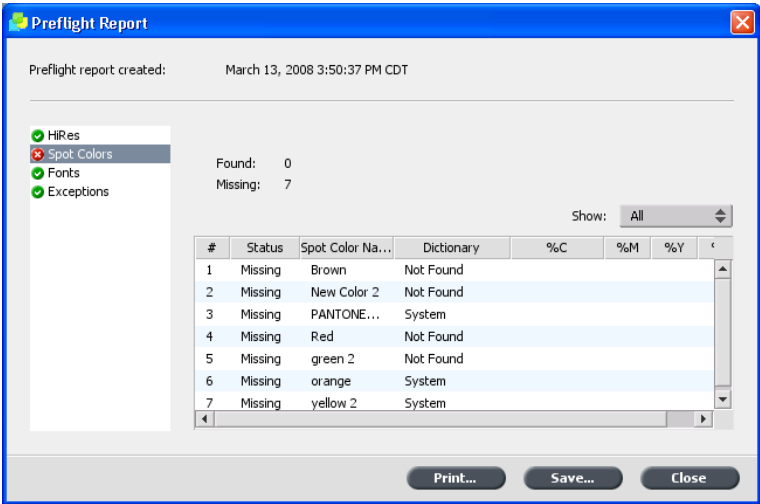 Preflight Report
Preflight report created: March 13, 2008 3:50:37 PM CDT
HiRes
Spot Colors
Fonts
Exceptions
Found: 0
Missing: 7
Show: All
# Status Spot Color Na... Dictionary %C %M %Y
1 Missing Brown Not Found
2 Missing New Color 2 Not Found
3 Missing PANTONE... System
4 Missing Red Not Found
5 Missing green 2 Not Found
6 Missing orange System
7 Missing yellow 2 System
Print... Save... Close